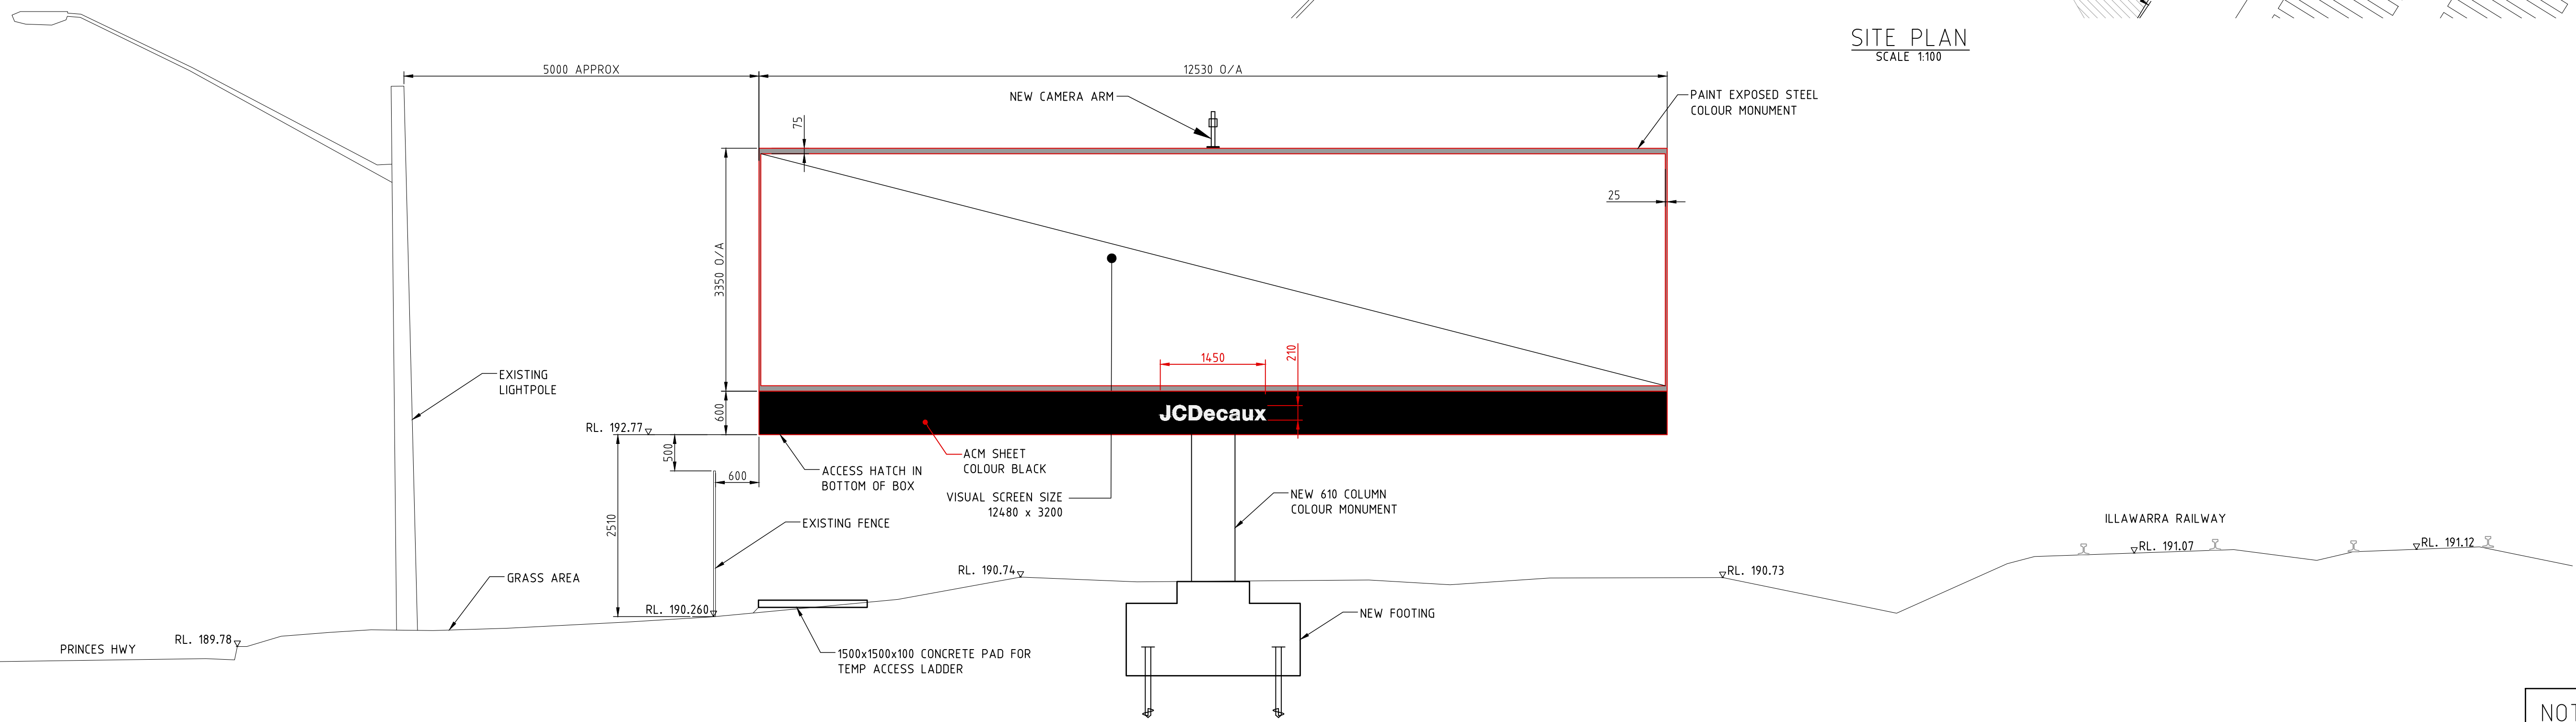 SITE PLAN
SCALE 1:100
5000 APPROX
12530 O/A
NEW CAMERA ARM
PAINT EXPOSED STEEL
COLOUR MONUMENT
75
25
3350 O/A
1450
210
EXISTING
LIGHTPOLE
600
JCDecaux
RL. 192.77
500
ACM SHEET
COLOUR BLACK
ACCESS HATCH IN
BOTTOM OF BOX
600
VISUAL SCREEN SIZE
12480 x 3200
NEW 610 COLUMN
COLOUR MONUMENT
2510
EXISTING FENCE
ILLAWARRA RAILWAY
RL. 191.07
RL. 191.12
GRASS AREA
RL. 190.74
RL. 190.73
RL. 190.260
NEW FOOTING
RL. 189.78
PRINCES HWY
1500x1500x100 CONCRETE PAD FOR
TEMP ACCESS LADDER